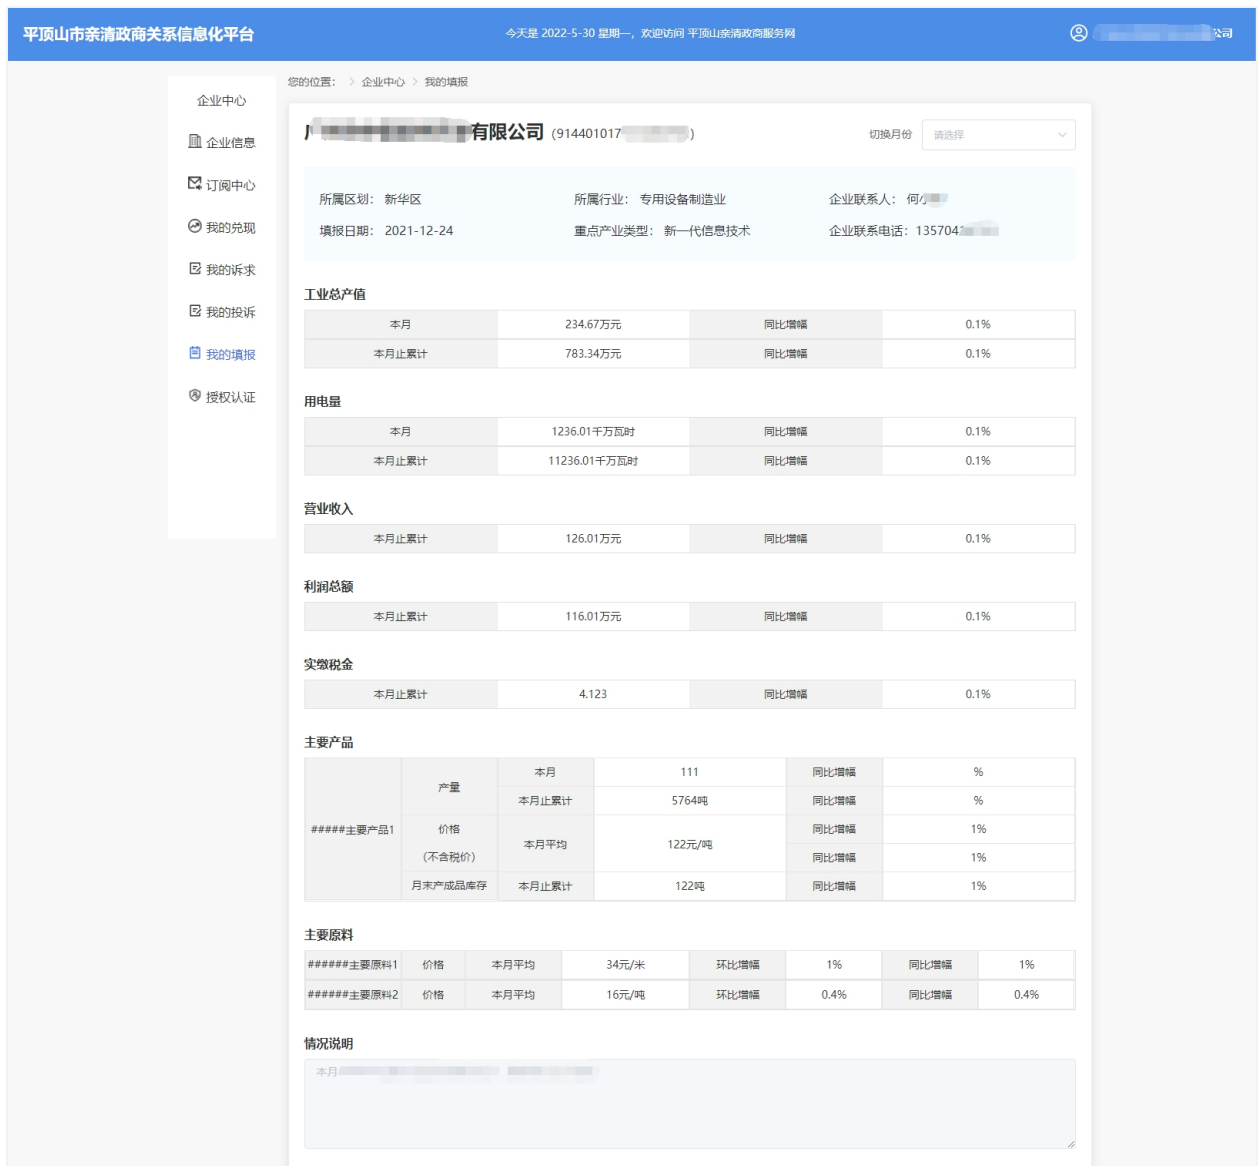 平顶山市亲清政商关系信息化平台
今天是 2022-5-30 星期一，欢迎访问 平顶山亲清政商服务网
公司
企业中心
企业信息
订阅中心
我的兑现
我的诉求
我的投诉
我的填报
授权认证
您的位置： > 企业中心 > 我的填报
有限公司 (914401017 )
切换月份 请选择
所属区划： 新华区 所属行业： 专用设备制造业 企业联系人： 何小
填报日期： 2021-12-24 重点产业类型： 新一代信息技术 企业联系电话：135704
工业总产值
本月 234.67万元 同比增幅 0.1%
本月止累计 783.34万元 同比增幅 0.1%
用电量
本月 1236.01千万瓦时 同比增幅 0.1%
本月止累计 11236.01千万瓦时 同比增幅 0.1%
营业收入
本月止累计 126.01万元 同比增幅 0.1%
利润总额
本月止累计 116.01万元 同比增幅 0.1%
实缴税金
本月止累计 4.123 同比增幅 0.1%
主要产品
#####主要产品1
产量
本月 111 同比增幅 %
本月止累计 5764吨 同比增幅 %
价格
(不含税价)
本月平均 122元/吨
同比增幅 1%
同比增幅 1%
月末产成品库存 本月止累计 122吨 同比增幅 1%
主要原料
######主要原料1 价格 本月平均 34元/米 环比增幅 1% 同比增幅 1%
######主要原料2 价格 本月平均 16元/吨 环比增幅 0.4% 同比增幅 0.4%
情况说明
本月